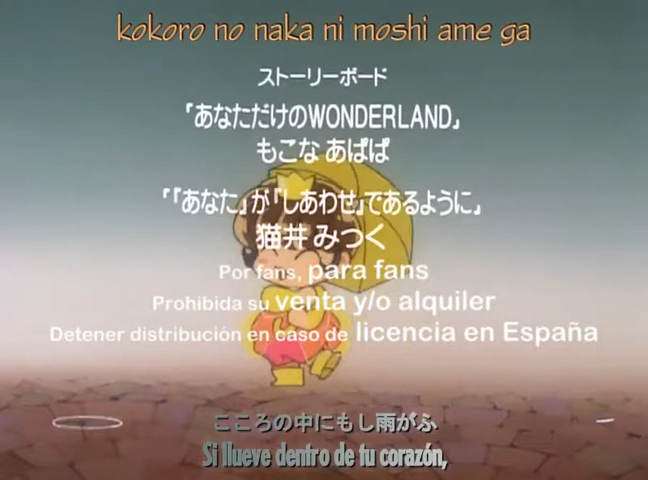 kokoro no naka ni moshi ame ga
ストーリーボード
「あなただけのWONDERLAND」
もこな あぱぱ
「「あなた」が「しあわせ」であるように」
猫井 みつく
Por fans, para fans
Prohibida su venta y/o alquiler
Detener distribución en caso de licencia en España
こころの中にもし雨がふ
Si llueve dentro de tu corazón,